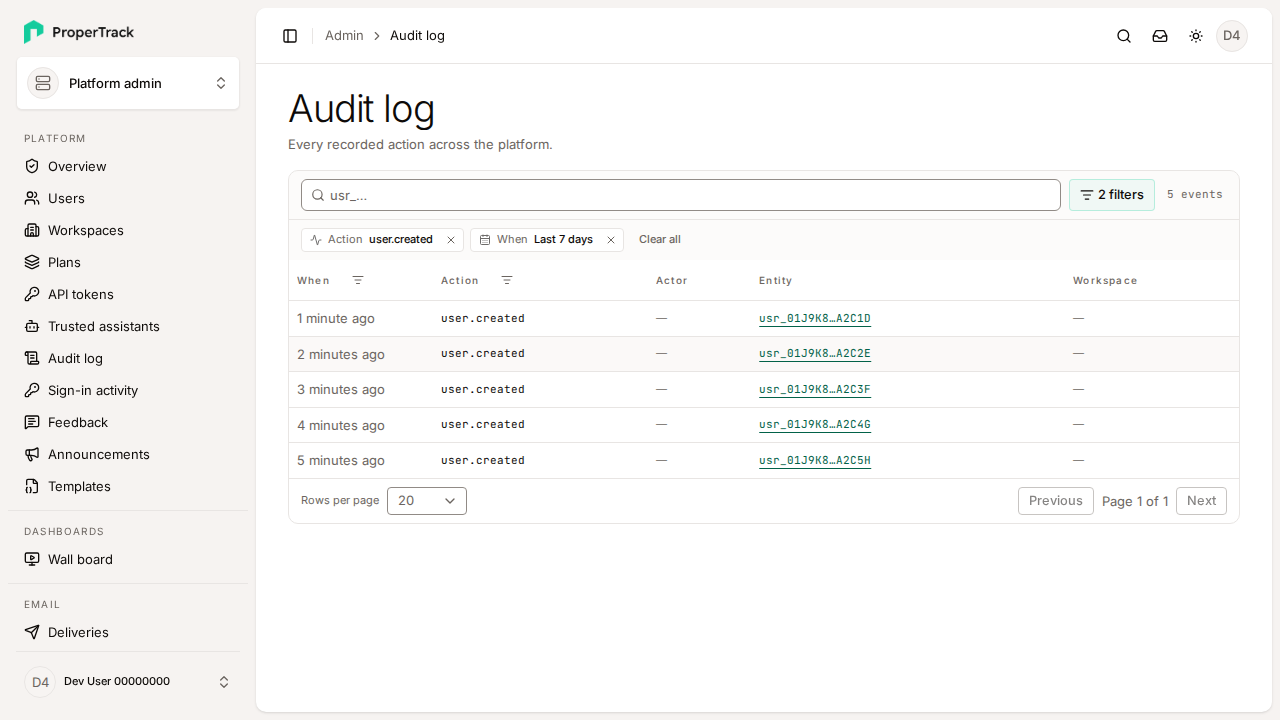 ProperTrack
Platform admin
PLATFORM
Overview
Users
Workspaces
Plans
API tokens
Trusted assistants
Audit log
Sign-in activity
Feedback
Announcements
Templates
DASHBOARDS
Wall board
EMAIL
Deliveries
D4 Dev User 00000000
Admin > Audit log
D4
Audit log
Every recorded action across the platform.
usr_... 2 filters 5 events
Action user.created When Last 7 days Clear all
When Action Actor Entity Workspace
1 minute ago user.created — usr_01J9K8…A2C1D —
2 minutes ago user.created — usr_01J9K8…A2C2E —
3 minutes ago user.created — usr_01J9K8…A2C3F —
4 minutes ago user.created — usr_01J9K8…A2C4G —
5 minutes ago user.created — usr_01J9K8…A2C5H —
Rows per page 20 Previous Page 1 of 1 Next